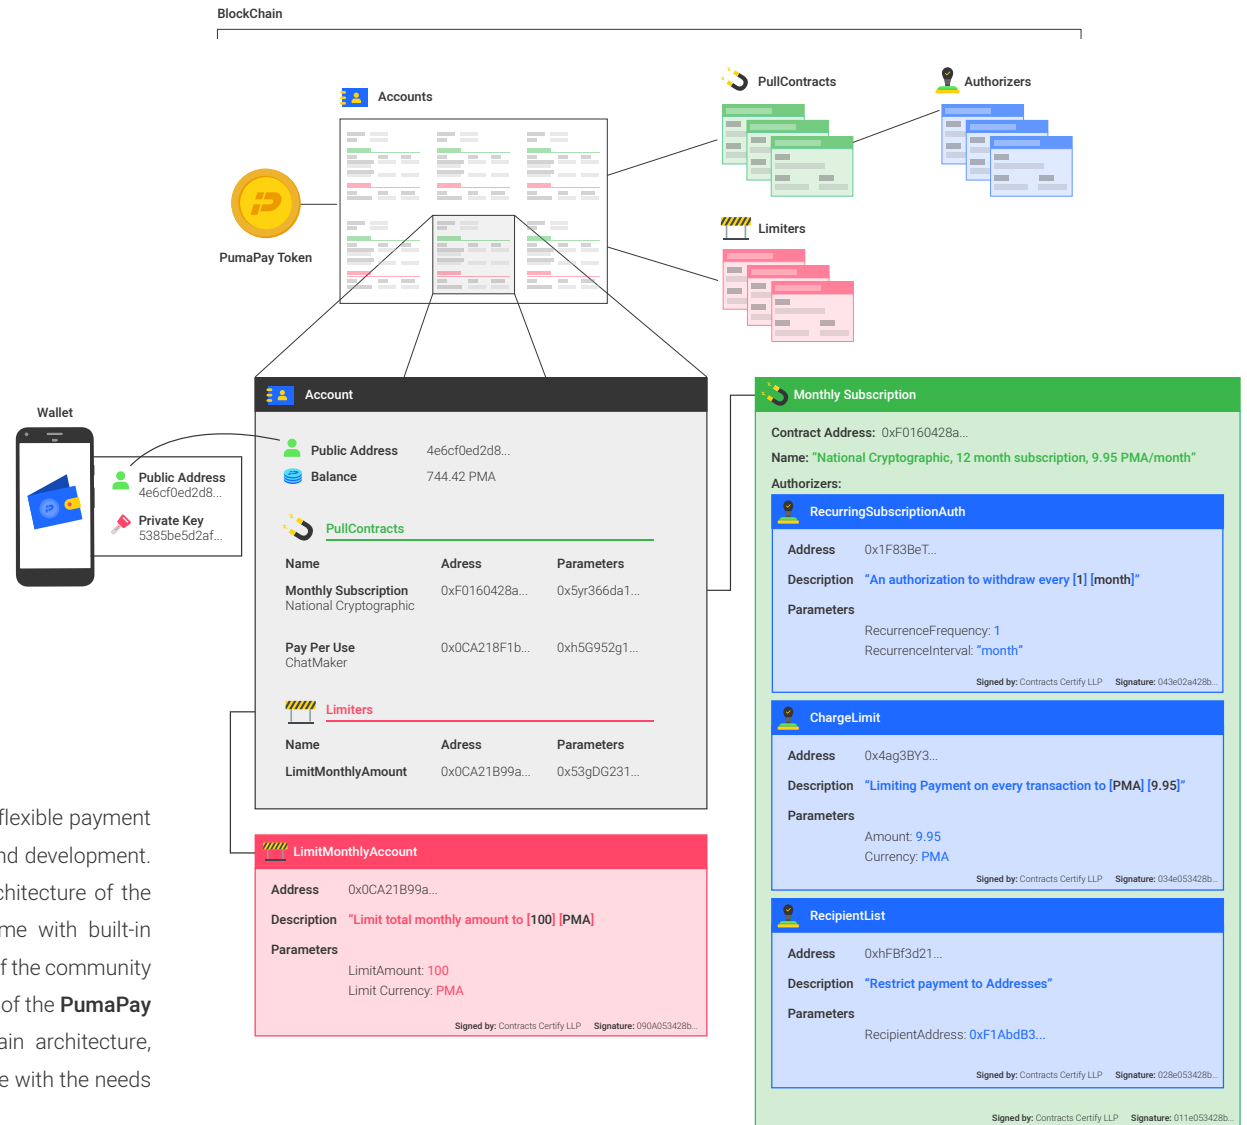 BlockChain
PullContracts
Authorizers
Accounts
Limiters
PumaPay Token
Wallet
Public Address
4e6cf0ed2d8...
Private Key
5385be5d2af...
Account
Public Address 4e6cf0ed2d8...
Balance 744.42 PMA
PullContracts
Name Adress Parameters
Monthly Subscription 0xF0160428a... 0x5yr366da1...
National Cryptographic
Pay Per Use 0x0CA218F1b... 0xh5G952g1...
ChatMaker
Limiters
Name Adress Parameters
LimitMonthlyAmount 0x0CA21B99a... 0x53gDG231...
LimitMonthlyAccount
Address 0x0CA21B99a...
Description “Limit total monthly amount to [100] [PMA]
Parameters
LimitAmount: 100
Limit Currency: PMA
Signed by: Contracts Certify LLP Signature: 090A053428b...
Monthly Subscription
Contract Address: 0xF0160428a...
Name: “National Cryptographic, 12 month subscription, 9.95 PMA/month”
Authorizers:
RecurringSubscriptionAuth
Address 0x1F83BeT...
Description “An authorization to withdraw every [1] [month]”
Parameters
RecurrenceFrequency: 1
RecurrenceInterval: ”month”
Signed by: Contracts Certify LLP Signature: 043e02a428b...
ChargeLimit
Address 0x4ag3BY3...
Description “Limiting Payment on every transaction to [PMA] [9.95]”
Parameters
Amount: 9.95
Currency: PMA
Signed by: Contracts Certify LLP Signature: 034e053428b...
RecipientList
Address 0xhFBf3d21...
Description “Restrict payment to Addresses”
Parameters
RecipientAddress: 0xF1AbdB3...
Signed by: Contracts Certify LLP Signature: 028e053428b...
Signed by: Contracts Certify LLP Signature: 011e053428b...
flexible payment
nd development.
chitecture of the
me with built-in
f the community
of the PumaPay
ain architecture,
e with the needs